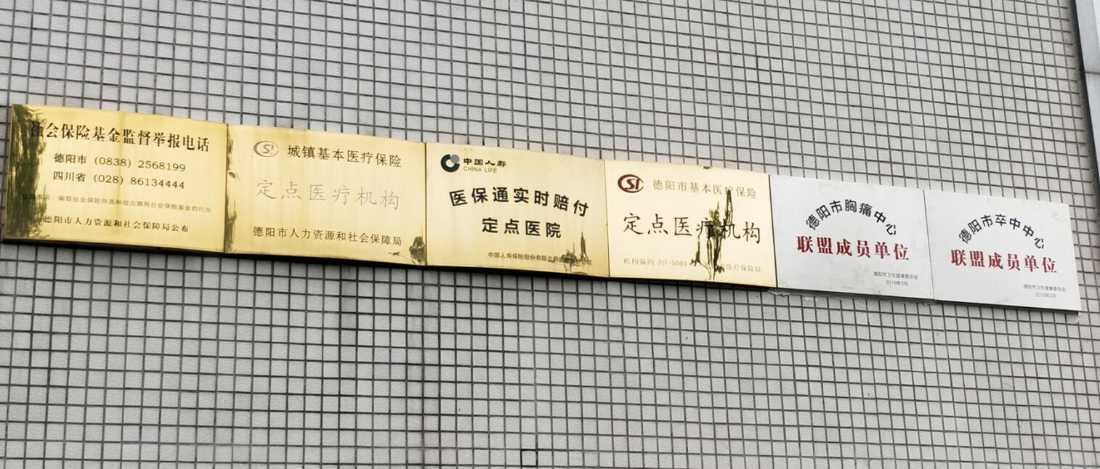 社会保险基金监督举报电话
德阳市 (0838) 2568199
四川省 (028) 86134444
德阳市人力资源和社会保障局公布
城镇基本医疗保险
定点医疗机构
德阳市人力资源和社会保障局
中国人寿
CHINA LIFE
医保通实时赔付
定点医院
德阳市基本医疗保险
定点医疗机构
德阳市胸痛中心
联盟成员单位
德阳市卒中中心
联盟成员单位